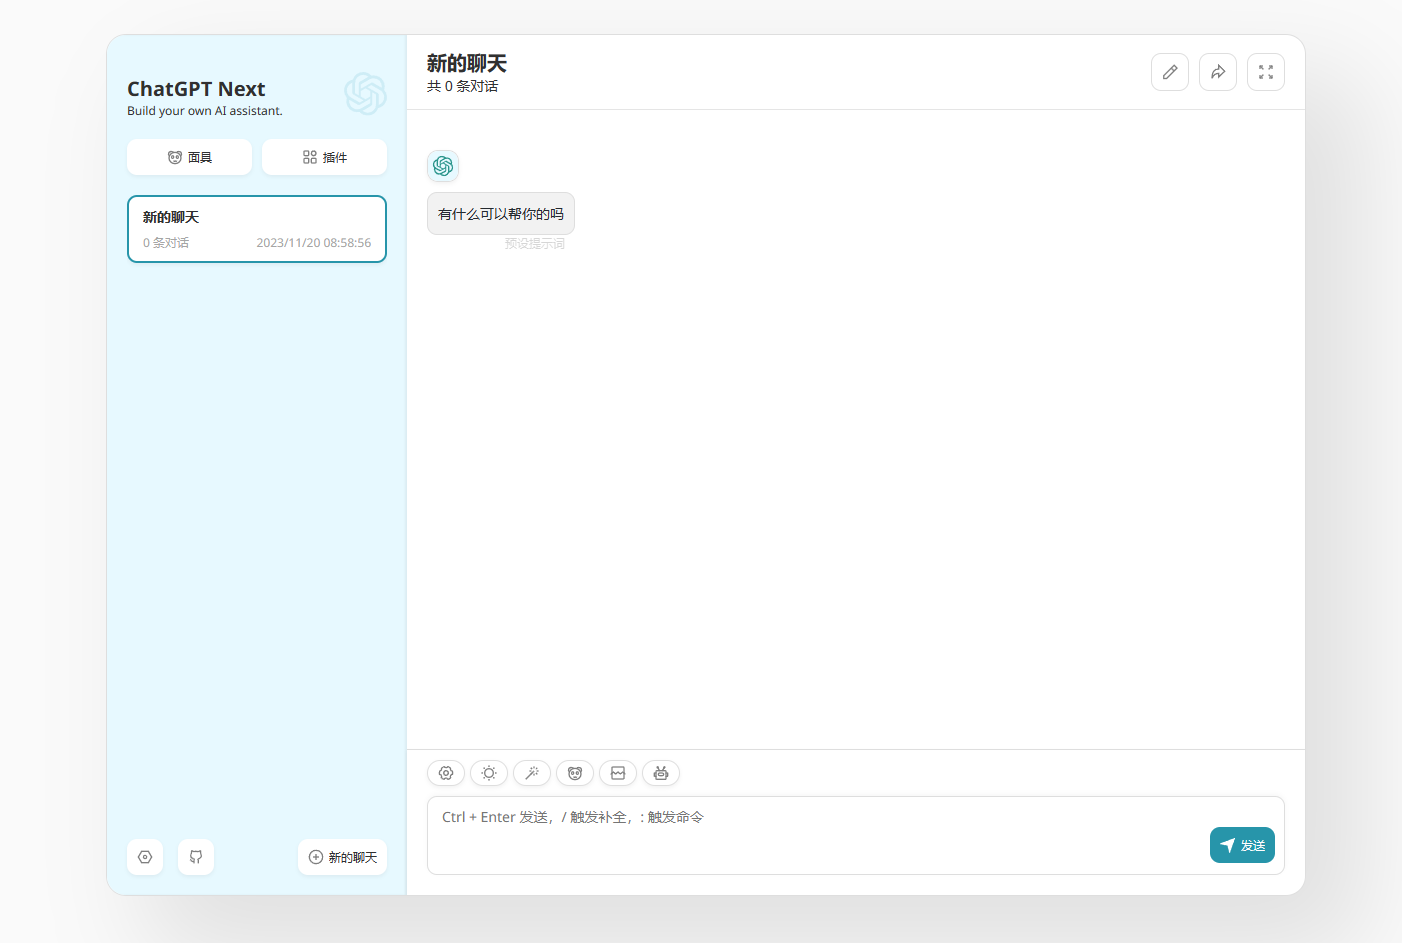 ChatGPT Next
Build your own AI assistant.
面具
插件
新的聊天
0 条对话
2023/11/20 08:58:56
新的聊天
新的聊天
共 0 条对话
有什么可以帮你的吗
预设提示词
Ctrl + Enter 发送，/ 触发补全，: 触发命令
发送